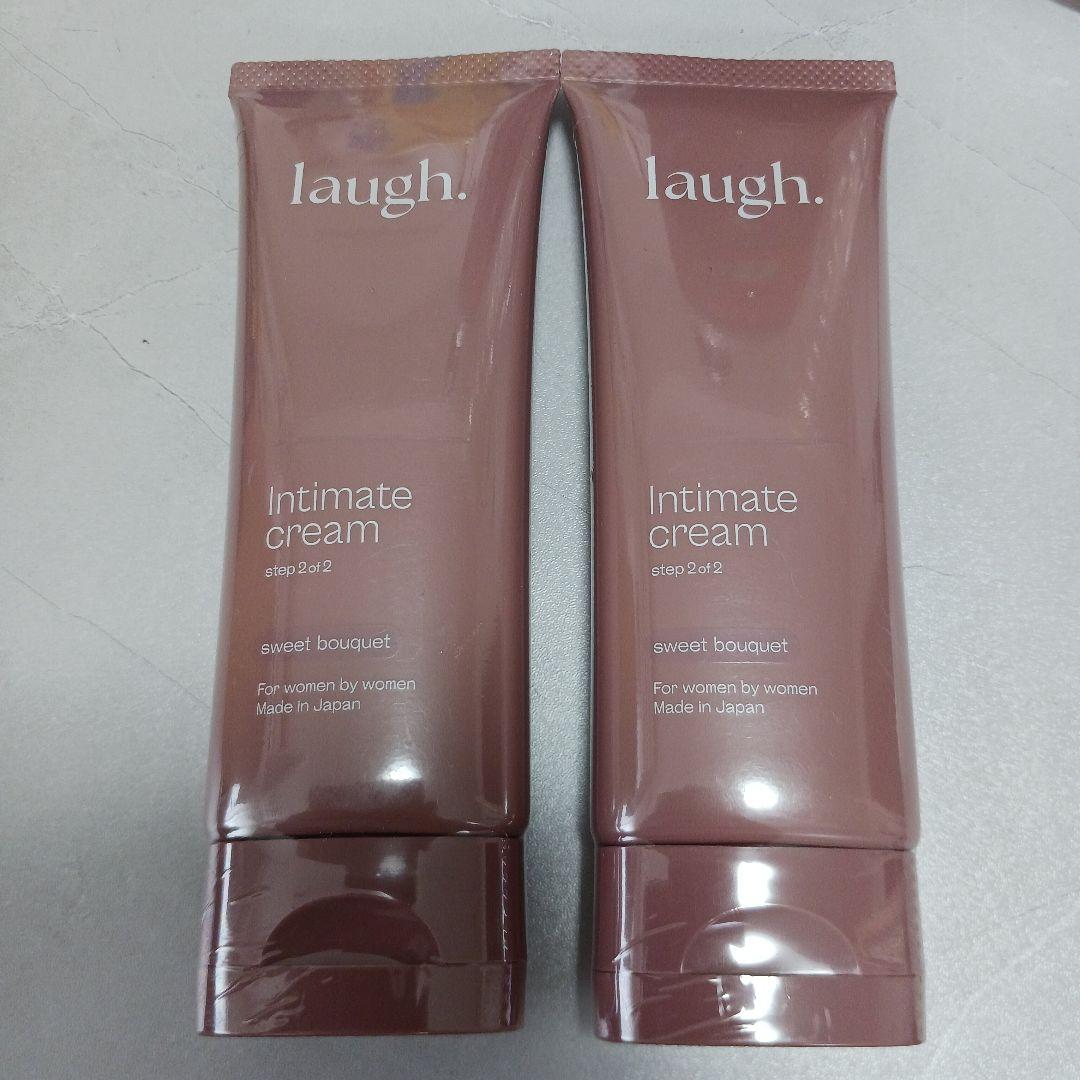 laugh.
Intimate
cream
step 2 of 2
sweet bouquet
For women by women
Made in Japan
laugh.
Intimate
cream
step 2 of 2
sweet bouquet
For women by women
Made in Japan